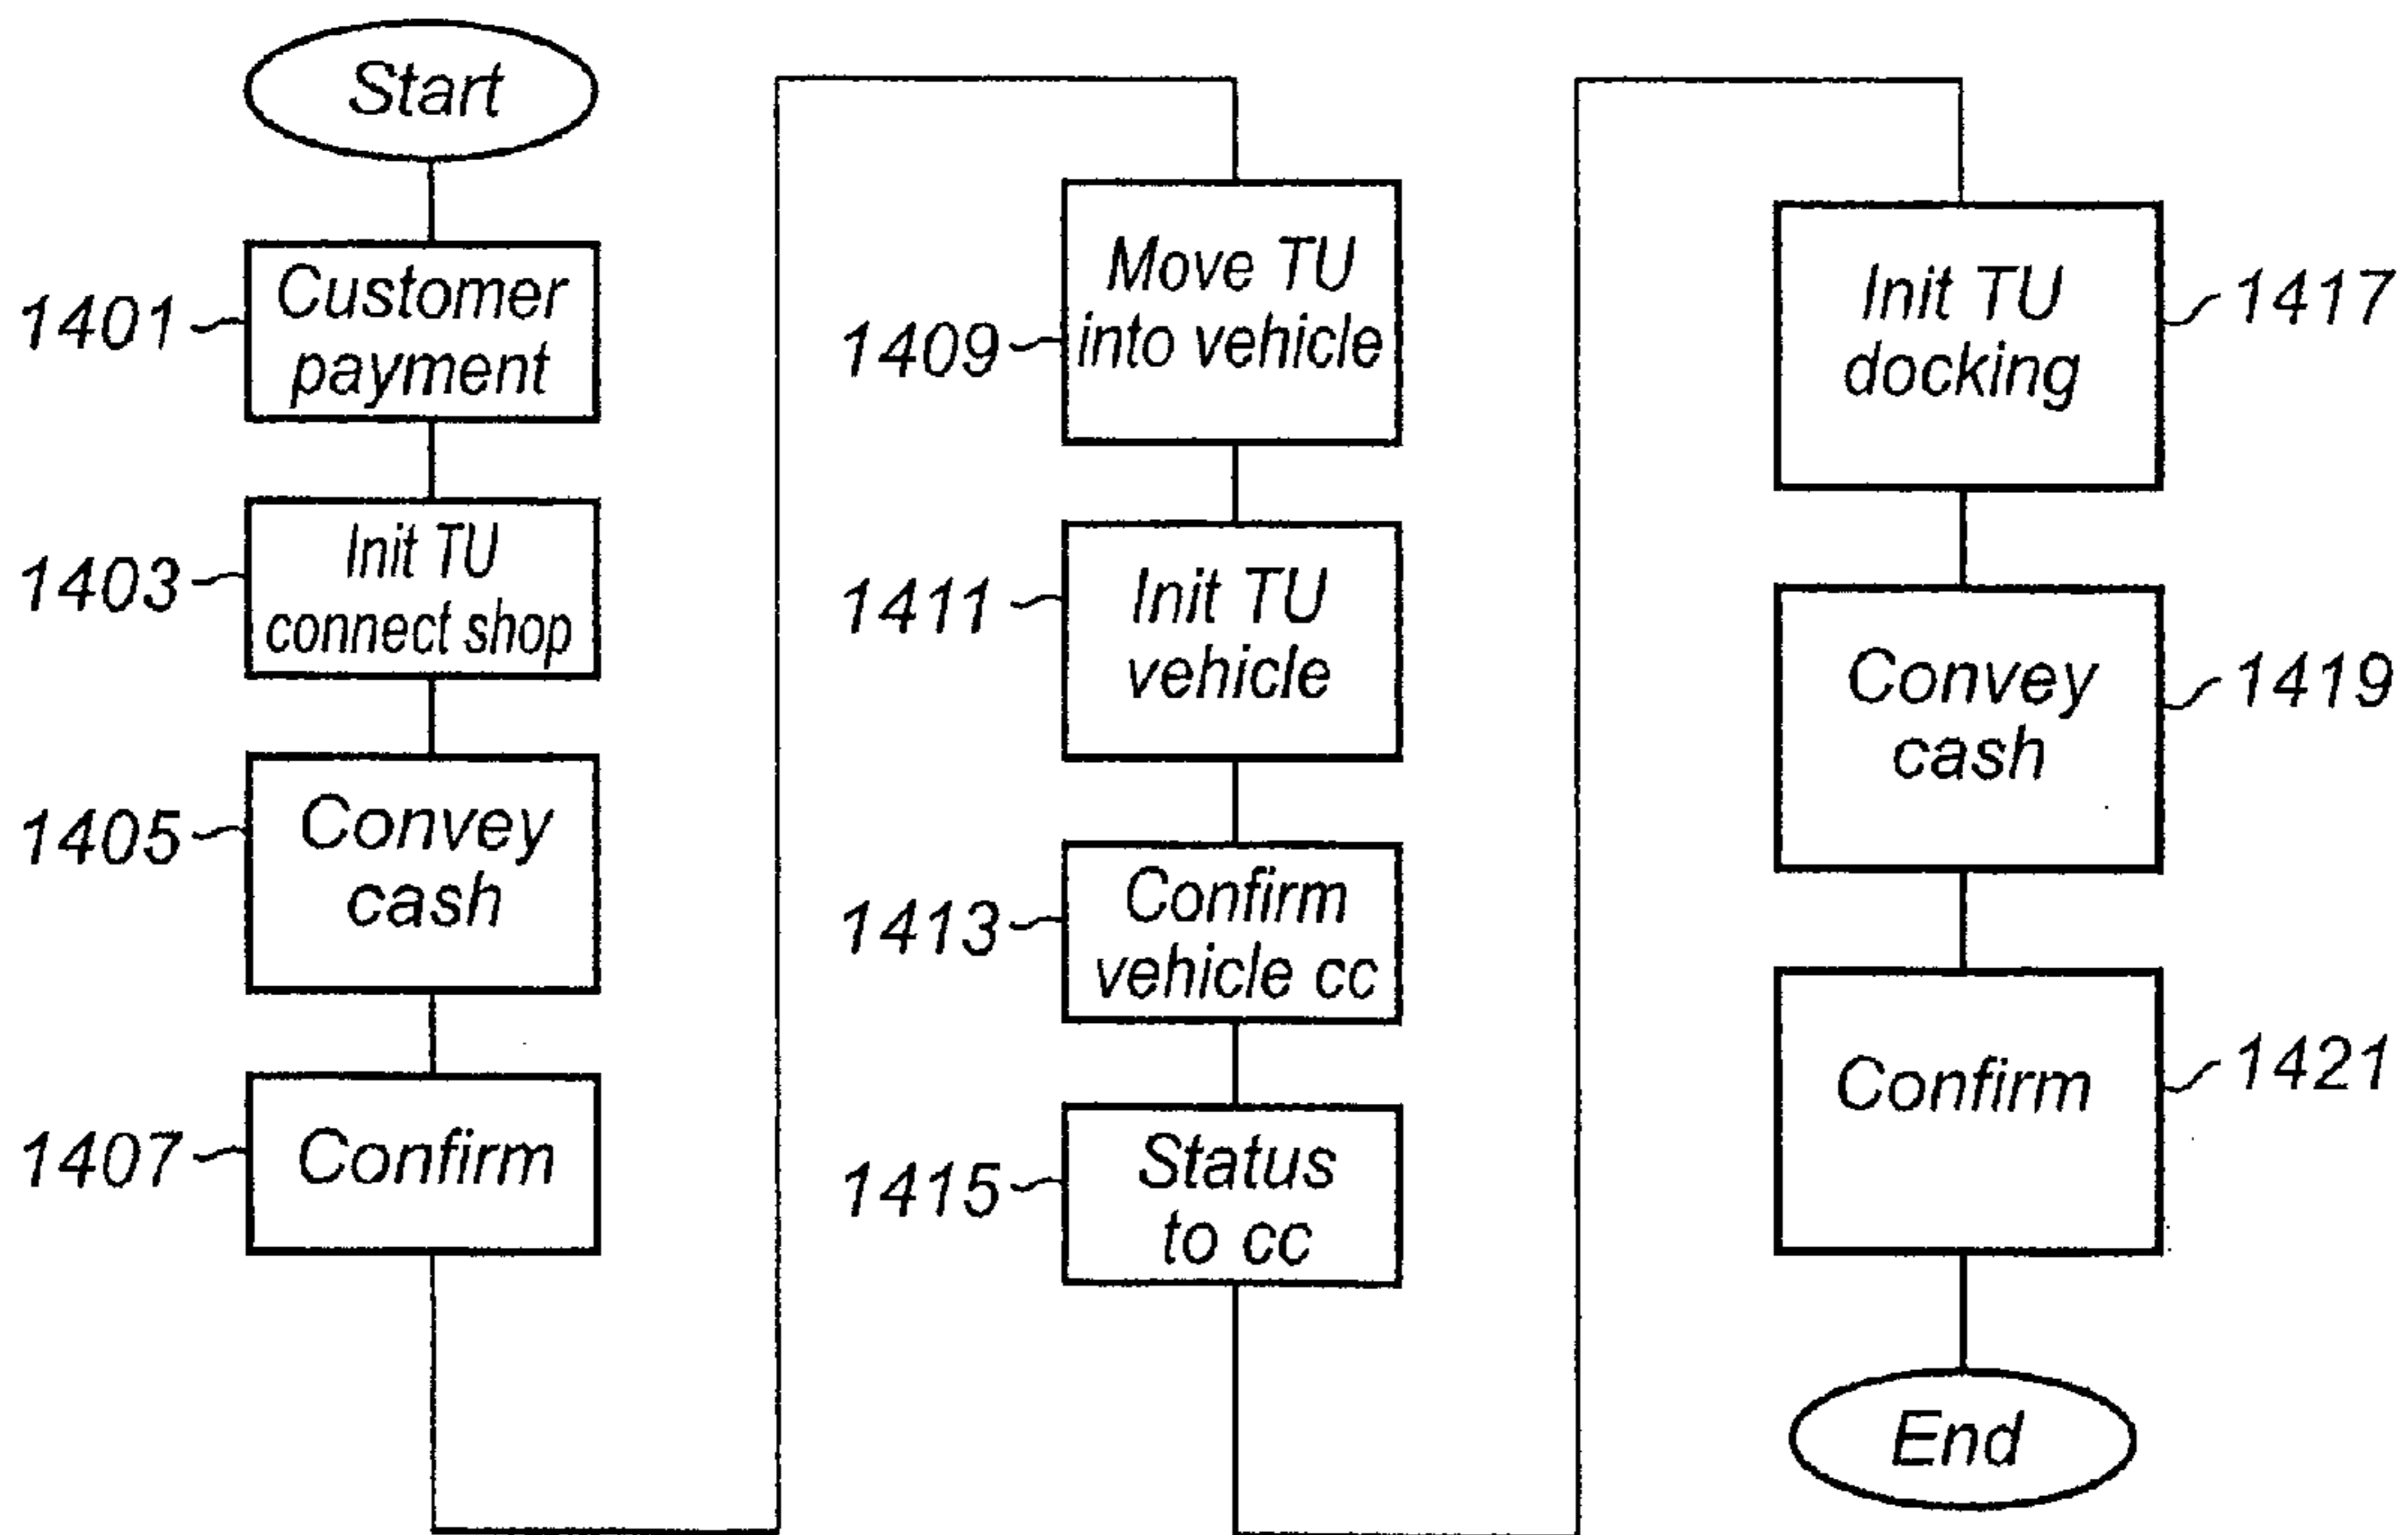 Start
1401
Customer
payment
1403
Init TU
connect shop
1405
Convey
cash
1407
Confirm
1409
Move TU
into vehicle
1411
Init TU
vehicle
1413
Confirm
vehicle cc
1415
Status
to cc
Init TU
docking
1417
Convey
cash
1419
Confirm
1421
End